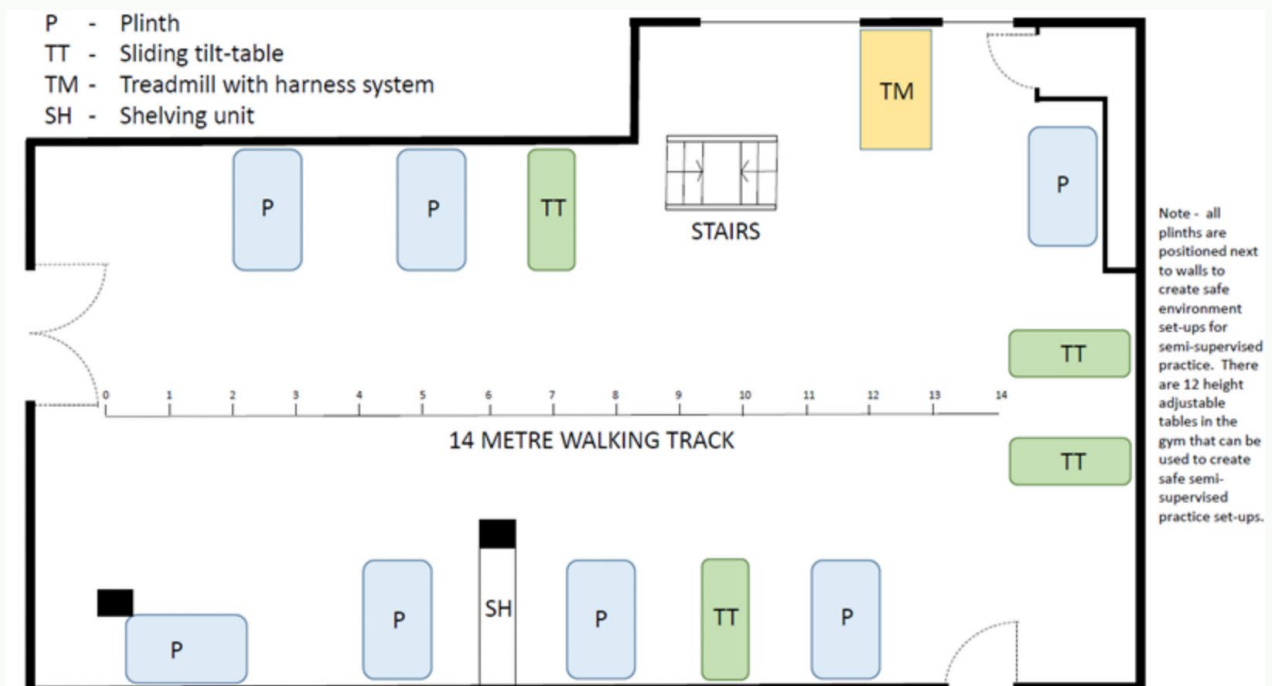 P - Plinth
TT - Sliding tilt-table
TM - Treadmill with harness system
SH - Shelving unit
TM
P
P
TT
P
STAIRS
Note - all
plinths are
positioned next
to walls to
create safe
environment
set-ups for
semi-supervised
practice. There
are 12 height
adjustable
tables in the
gym that can be
used to create
safe semi-
supervised
practice set-ups.
TT
0 1 2 3 4 5 6 7 8 9 10 11 12 13 14
14 METRE WALKING TRACK
TT
P
P
SH
P
TT
P